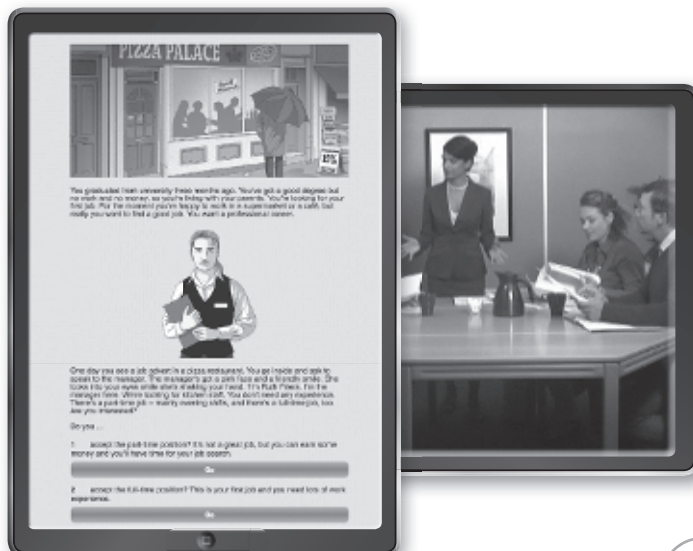 PIZZA PALACE
You graduated from university three months ago. You've got a good degree but
no work and no money, so you're living with your parents. You're looking for your
first job. For the moment you're happy to work in a supermarket or a café, but
really you want to find a good job. You want a professional career.
One day you see a job advert in a pizza restaurant. You go inside and ask to
speak to the manager. The manager's got a pink face and a friendly smile. She
looks into your eyes while she's shaking your hand. 'I'm Ruth Peters. I'm the
manager here. We're looking for kitchen staff. You don't need any experience.
There's a part-time job – mainly evening shifts, and there's a full-time job, too.
Are you interested?'
Do you ...
1 accept the part-time position? It's not a great job, but you can earn some
money and you'll have time for your job search.
Go
2 accept the full-time position? This is your first job and you need lots of work
experience.
Go